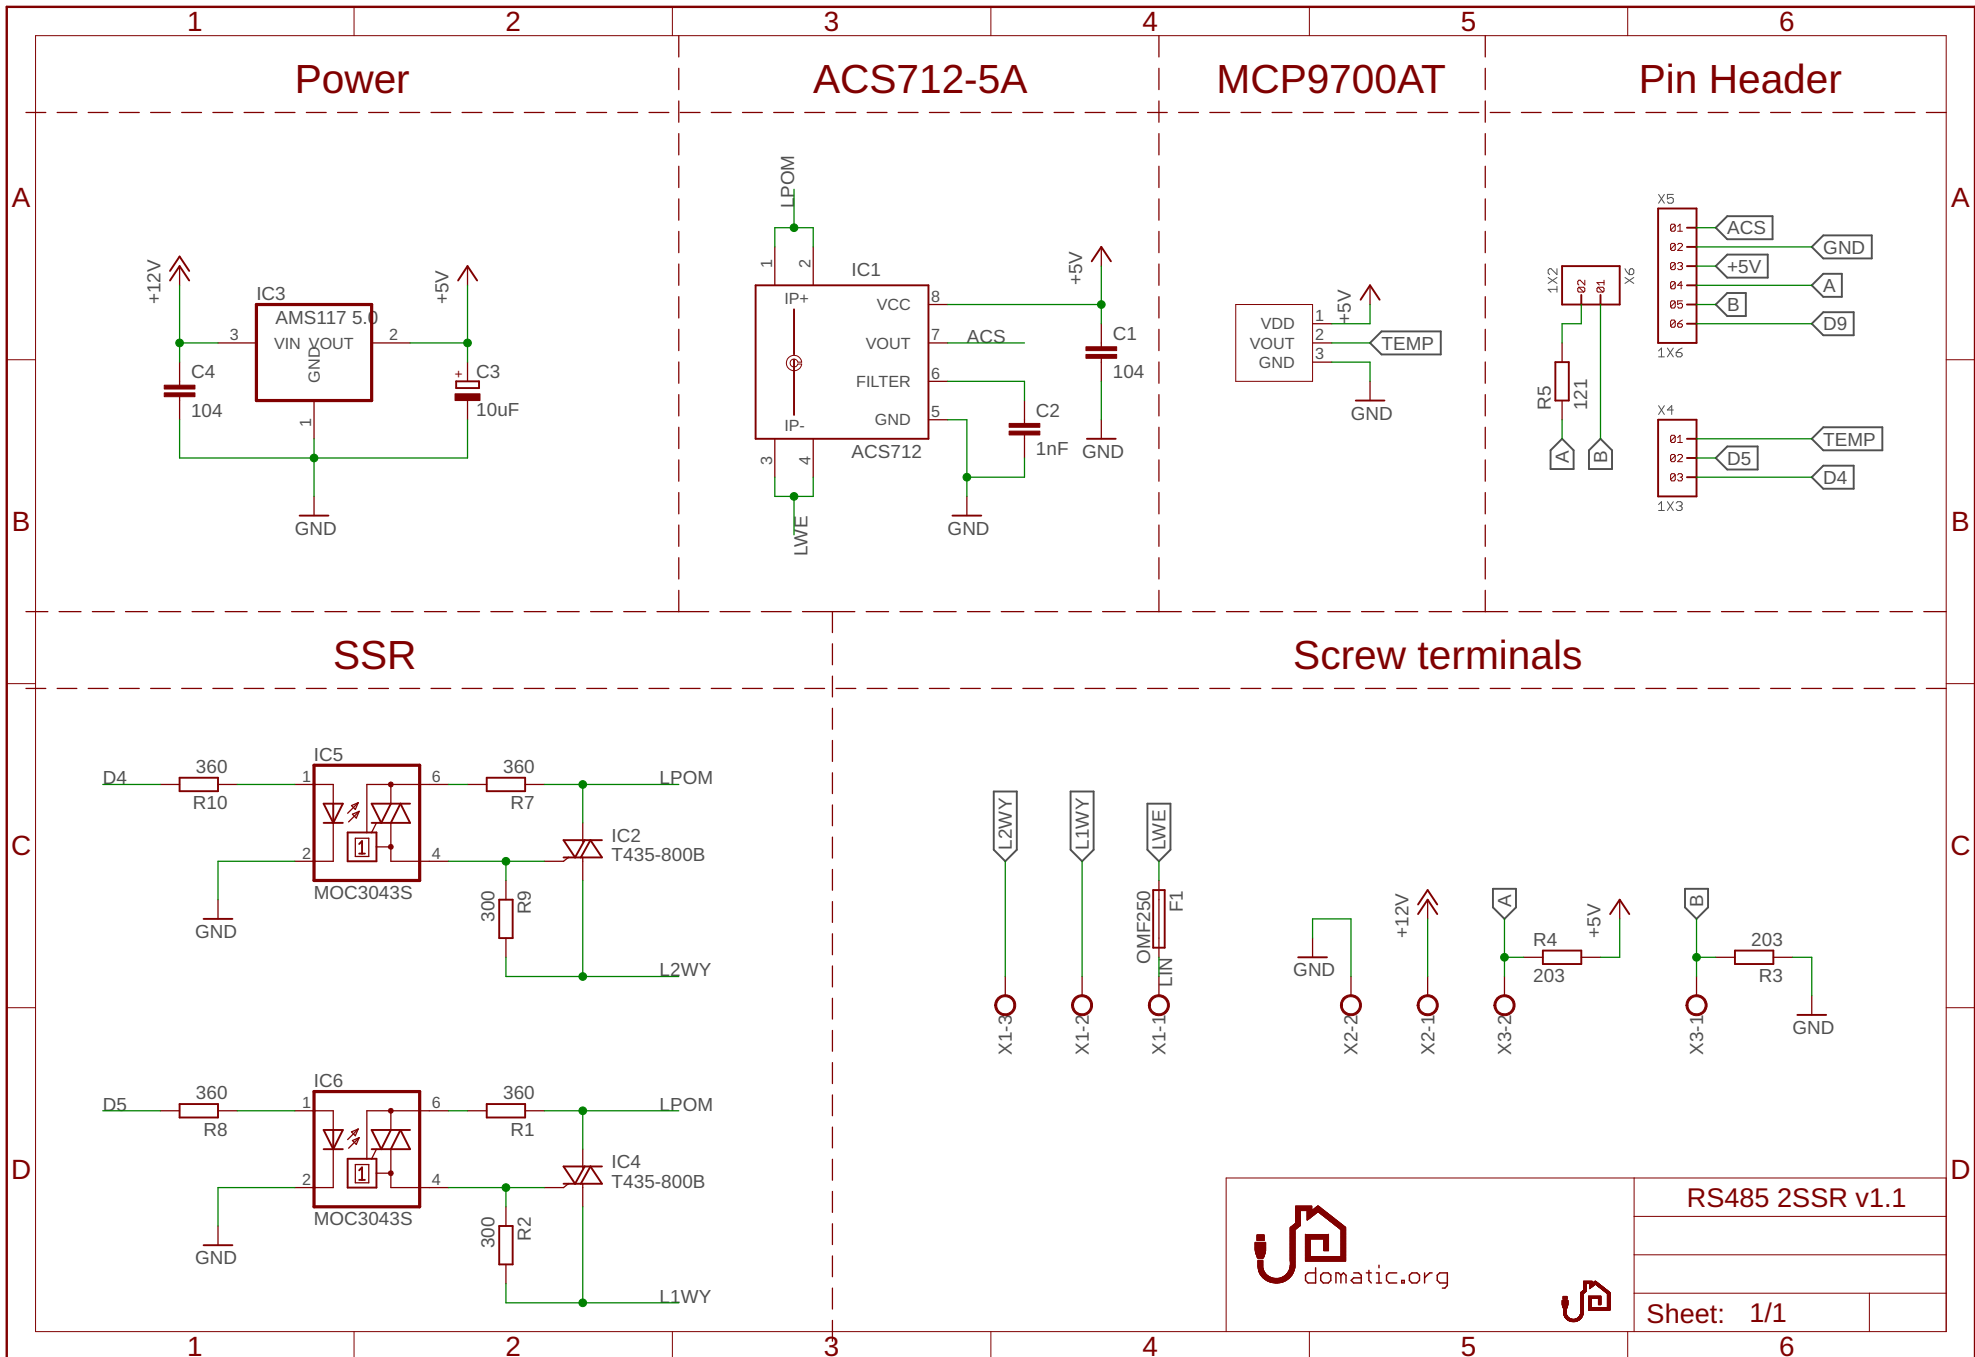 1 2 3 4 5 6
Power
ACS712-5A
MCP9700AT
Pin Header
A
A
B
B
C
C
D
D
+12V
+5V
IC3
AMS117 5.0
3
VIN VOUT
2
GND
1
C4
104
+
C3
10uF
GND
LPOM
1
2
IC1
IP+
IP-
VCC
8
VOUT
7
ACS
FILTER
6
GND
5
ACS712
3
4
LWE
+5V
C1
104
GND
C2
1nF
GND
+5V
VDD
1
VOUT
2
TEMP
GND
3
GND
1X2
02
01
X6
R5
121
A
B
X5
01
ACS
02
GND
03
+5V
04
A
05
B
06
D9
1X6
X4
01
TEMP
02
D5
03
D4
1X3
SSR
Screw terminals
D4
360
R10
IC5
1
2
6
4
1
MOC3043S
GND
360
R7
LPOM
IC2
T435-800B
300
R9
L2WY
D5
360
R8
IC6
1
2
6
4
1
MOC3043S
GND
360
R1
LPOM
IC4
T435-800B
300
R2
L1WY
L2WY
L1WY
LWE
OMF250
F1
LIN
X1-3
X1-2
X1-1
GND
X2-2
+12V
X2-1
A
R4
203
+5V
X3-2
B
203
R3
GND
X3-1
domatic.org
RS485 2SSR v1.1
Sheet: 1/1
1 2 3 4 5 6